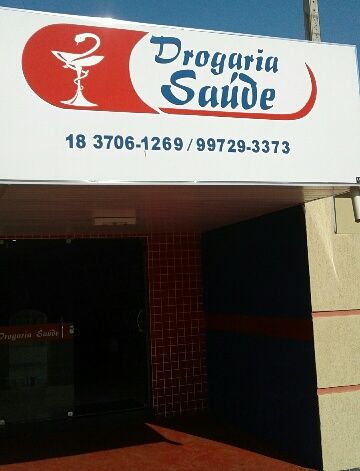 Drogaria
Saúde
18 3706-1269 / 99729-3373
Drogaria Saúde